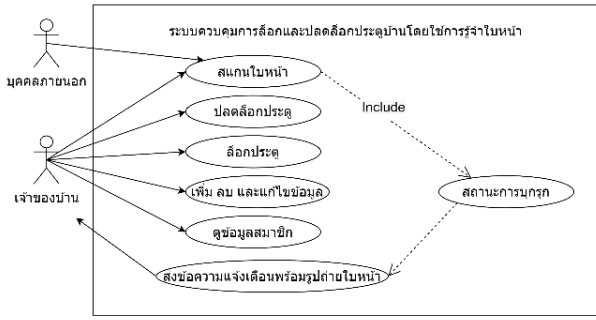 ระบบควบคุมการล็อกและปลดล็อกประตูบ้านโดยใช้การรู้จำใบหน้า
บุคคลภายนอก
สแกนใบหน้า
ปลดล็อกประตู
Include
ล็อกประตู
เจ้าของบ้าน
เพิ่ม ลบ และแก้ไขข้อมูล
สถานะการบุกรุก
ดูข้อมูลสมาชิก
ส่งข้อความแจ้งเตือนพร้อมรูปถ่ายใบหน้า